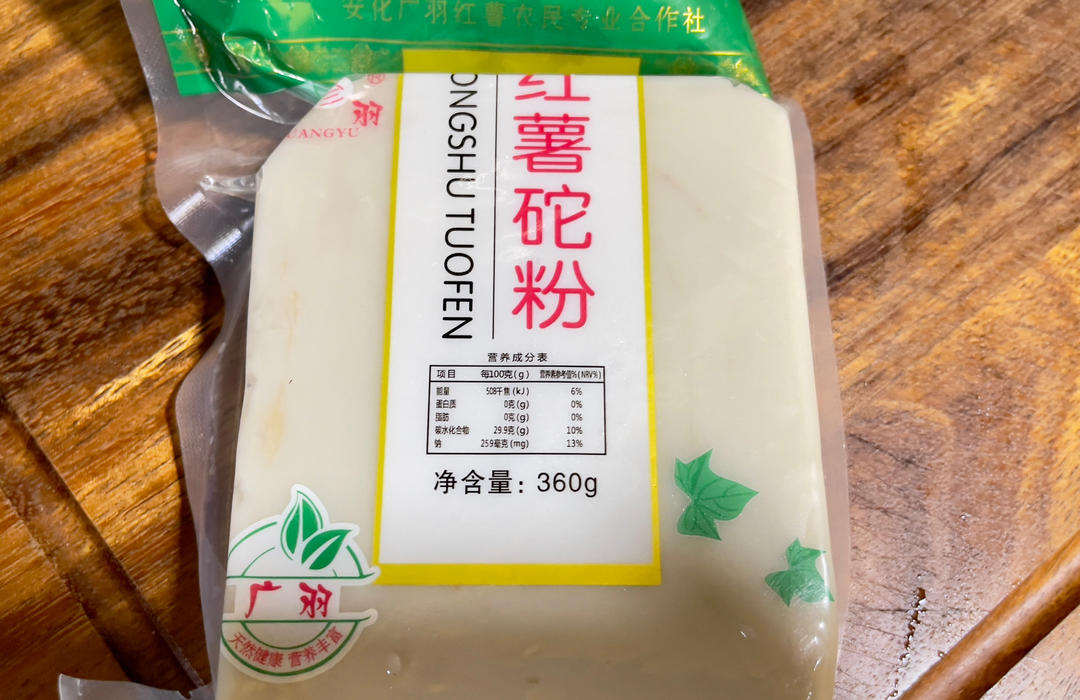 安化广羽红薯农民专业合作社
羽®
UANGYU
红薯砣粉
ONGSHU TUOFEN
营养成分表
项目 每100克(g) 营养素参考值%(NRV%)
能量 508千焦(kJ) 6%
蛋白质 0克(g) 0%
脂肪 0克(g) 0%
碳水化合物 29.9克(g) 10%
钠 259毫克(mg) 13%
净含量：360g
广羽
天然健康 营养丰富